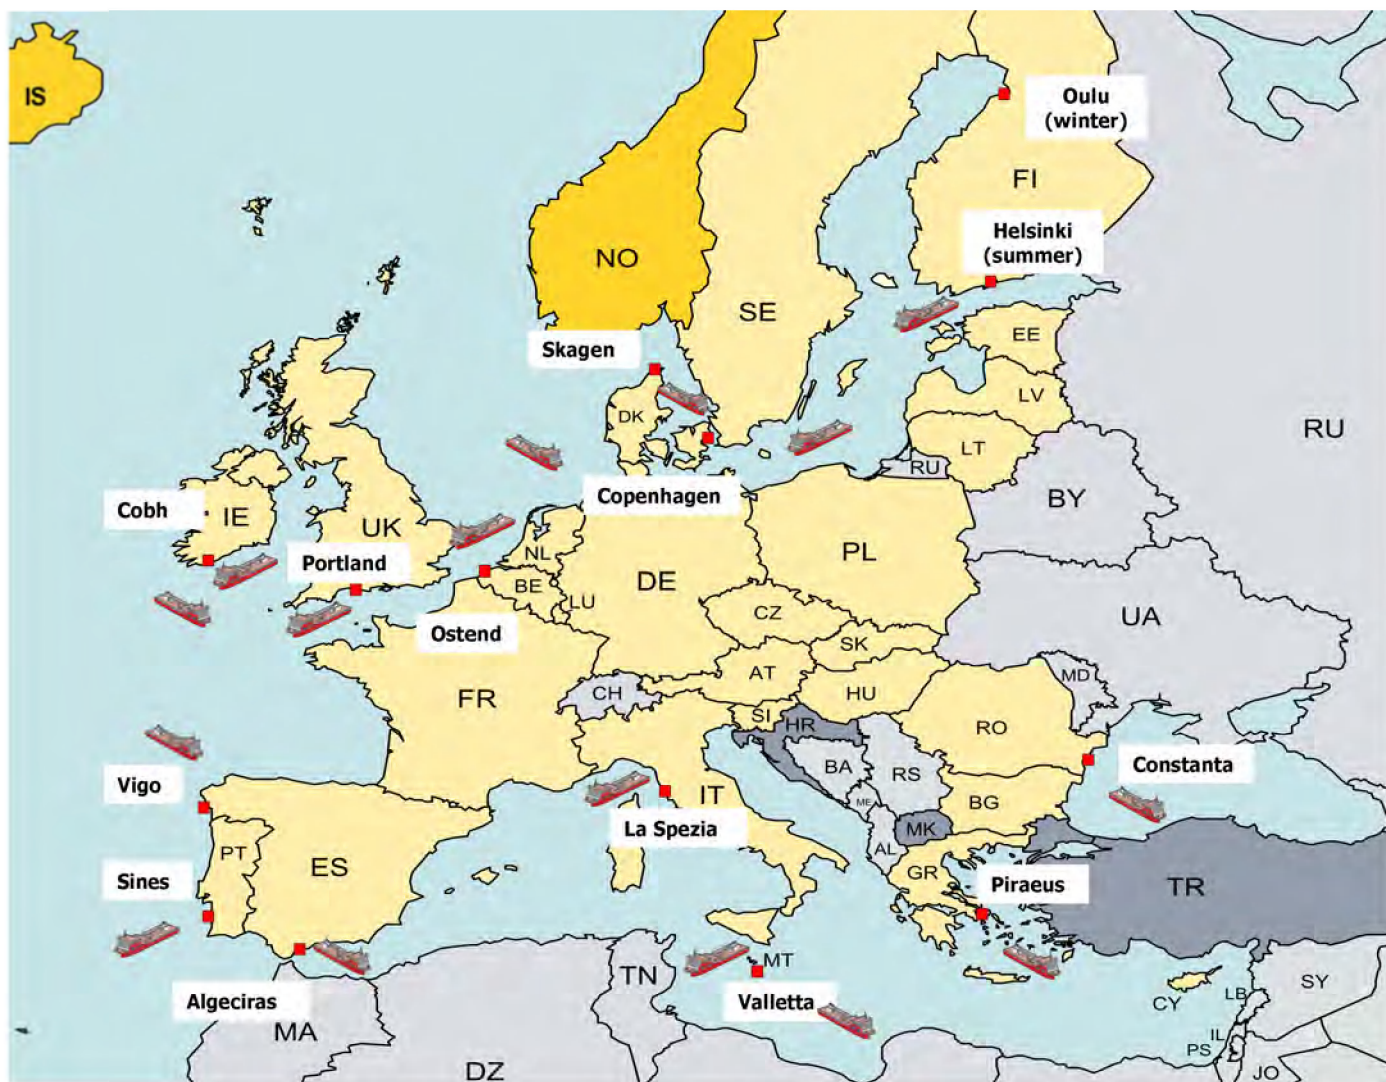 IS
Oulu
(winter)
FI
Helsinki
(summer)
NO
SE
EE
Skagen
LV
DK
RU
LT
RU
Copenhagen
BY
Cobh
IE
UK
NL
PL
Portland
DE
BE
LU
CZ
UA
Ostend
SK
AT
MD
FR
CH
HU
SI
HR
RO
BA
RS
Constanta
Vigo
IT
ME
BG
La Spezia
MK
PT
AL
ES
GR
Sines
Piraeus
TR
MT
TN
SY
LB
CY
Algeciras
Valletta
MA
IL
PS
DZ
JO